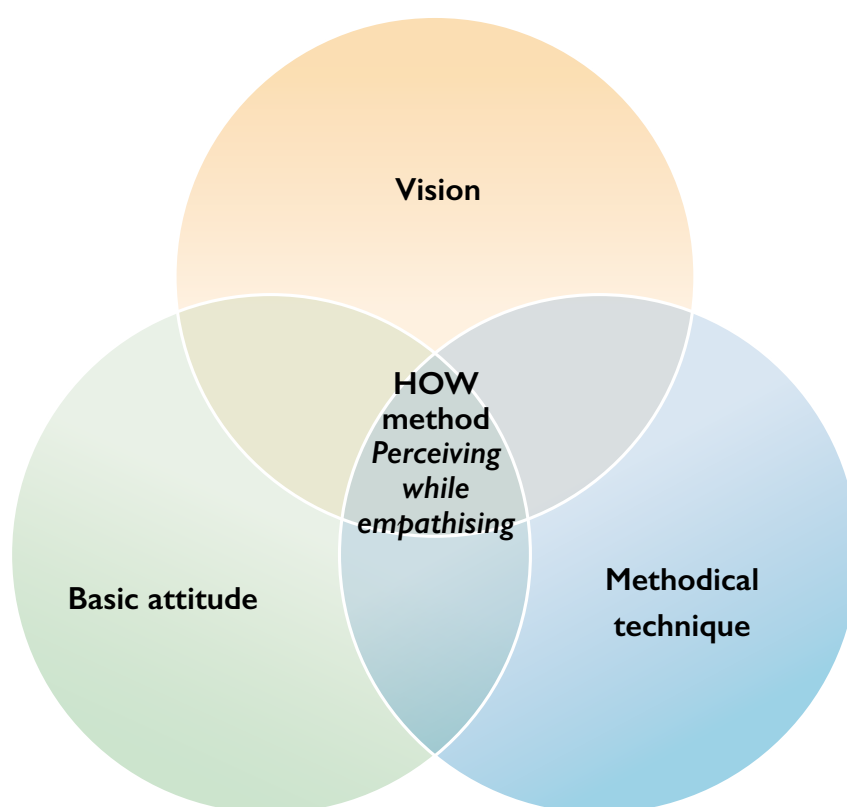 Vision
HOW
method
Perceiving
while
empathising
Basic attitude
Methodical
technique